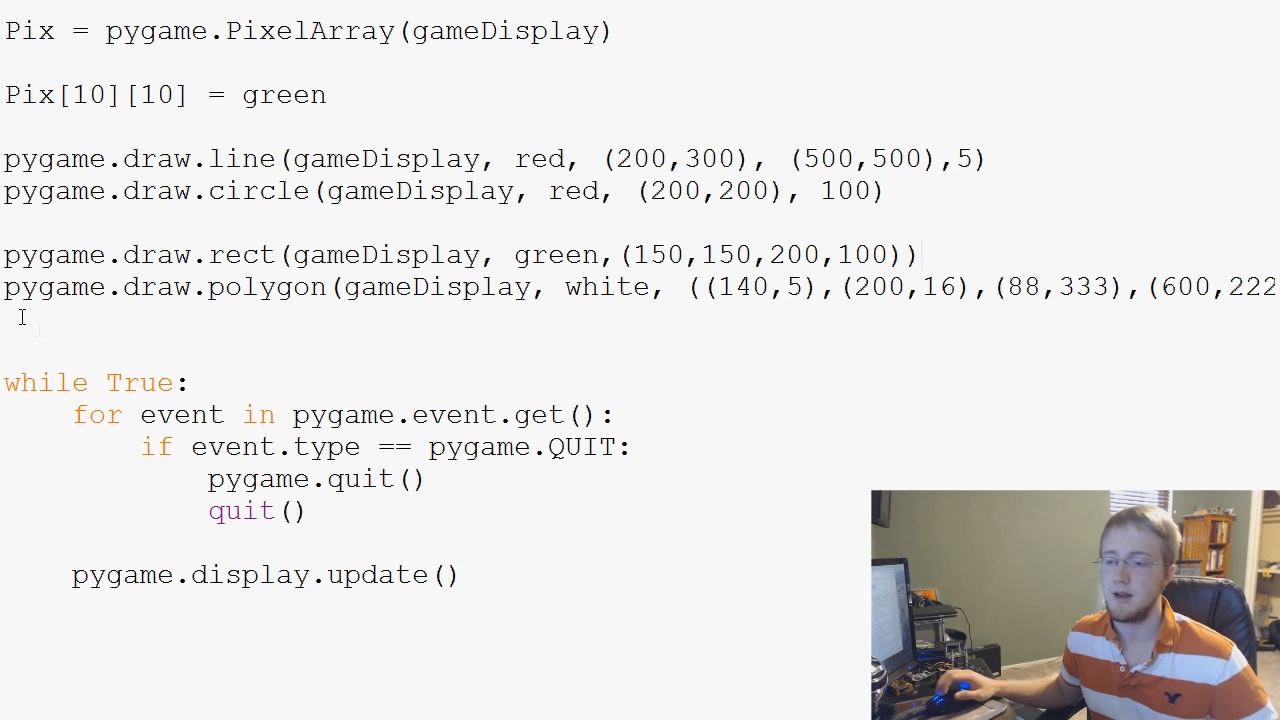 Pix = pygame.PixelArray(gameDisplay)
Pix[10][10] = green
pygame.draw.line(gameDisplay, red, (200,300), (500,500),5)
pygame.draw.circle(gameDisplay, red, (200,200), 100)
pygame.draw.rect(gameDisplay, green,(150,150,200,100))
pygame.draw.polygon(gameDisplay, white, ((140,5),(200,16),(88,333),(600,222
while True:
for event in pygame.event.get():
if event.type == pygame.QUIT:
pygame.quit()
quit()
pygame.display.update()